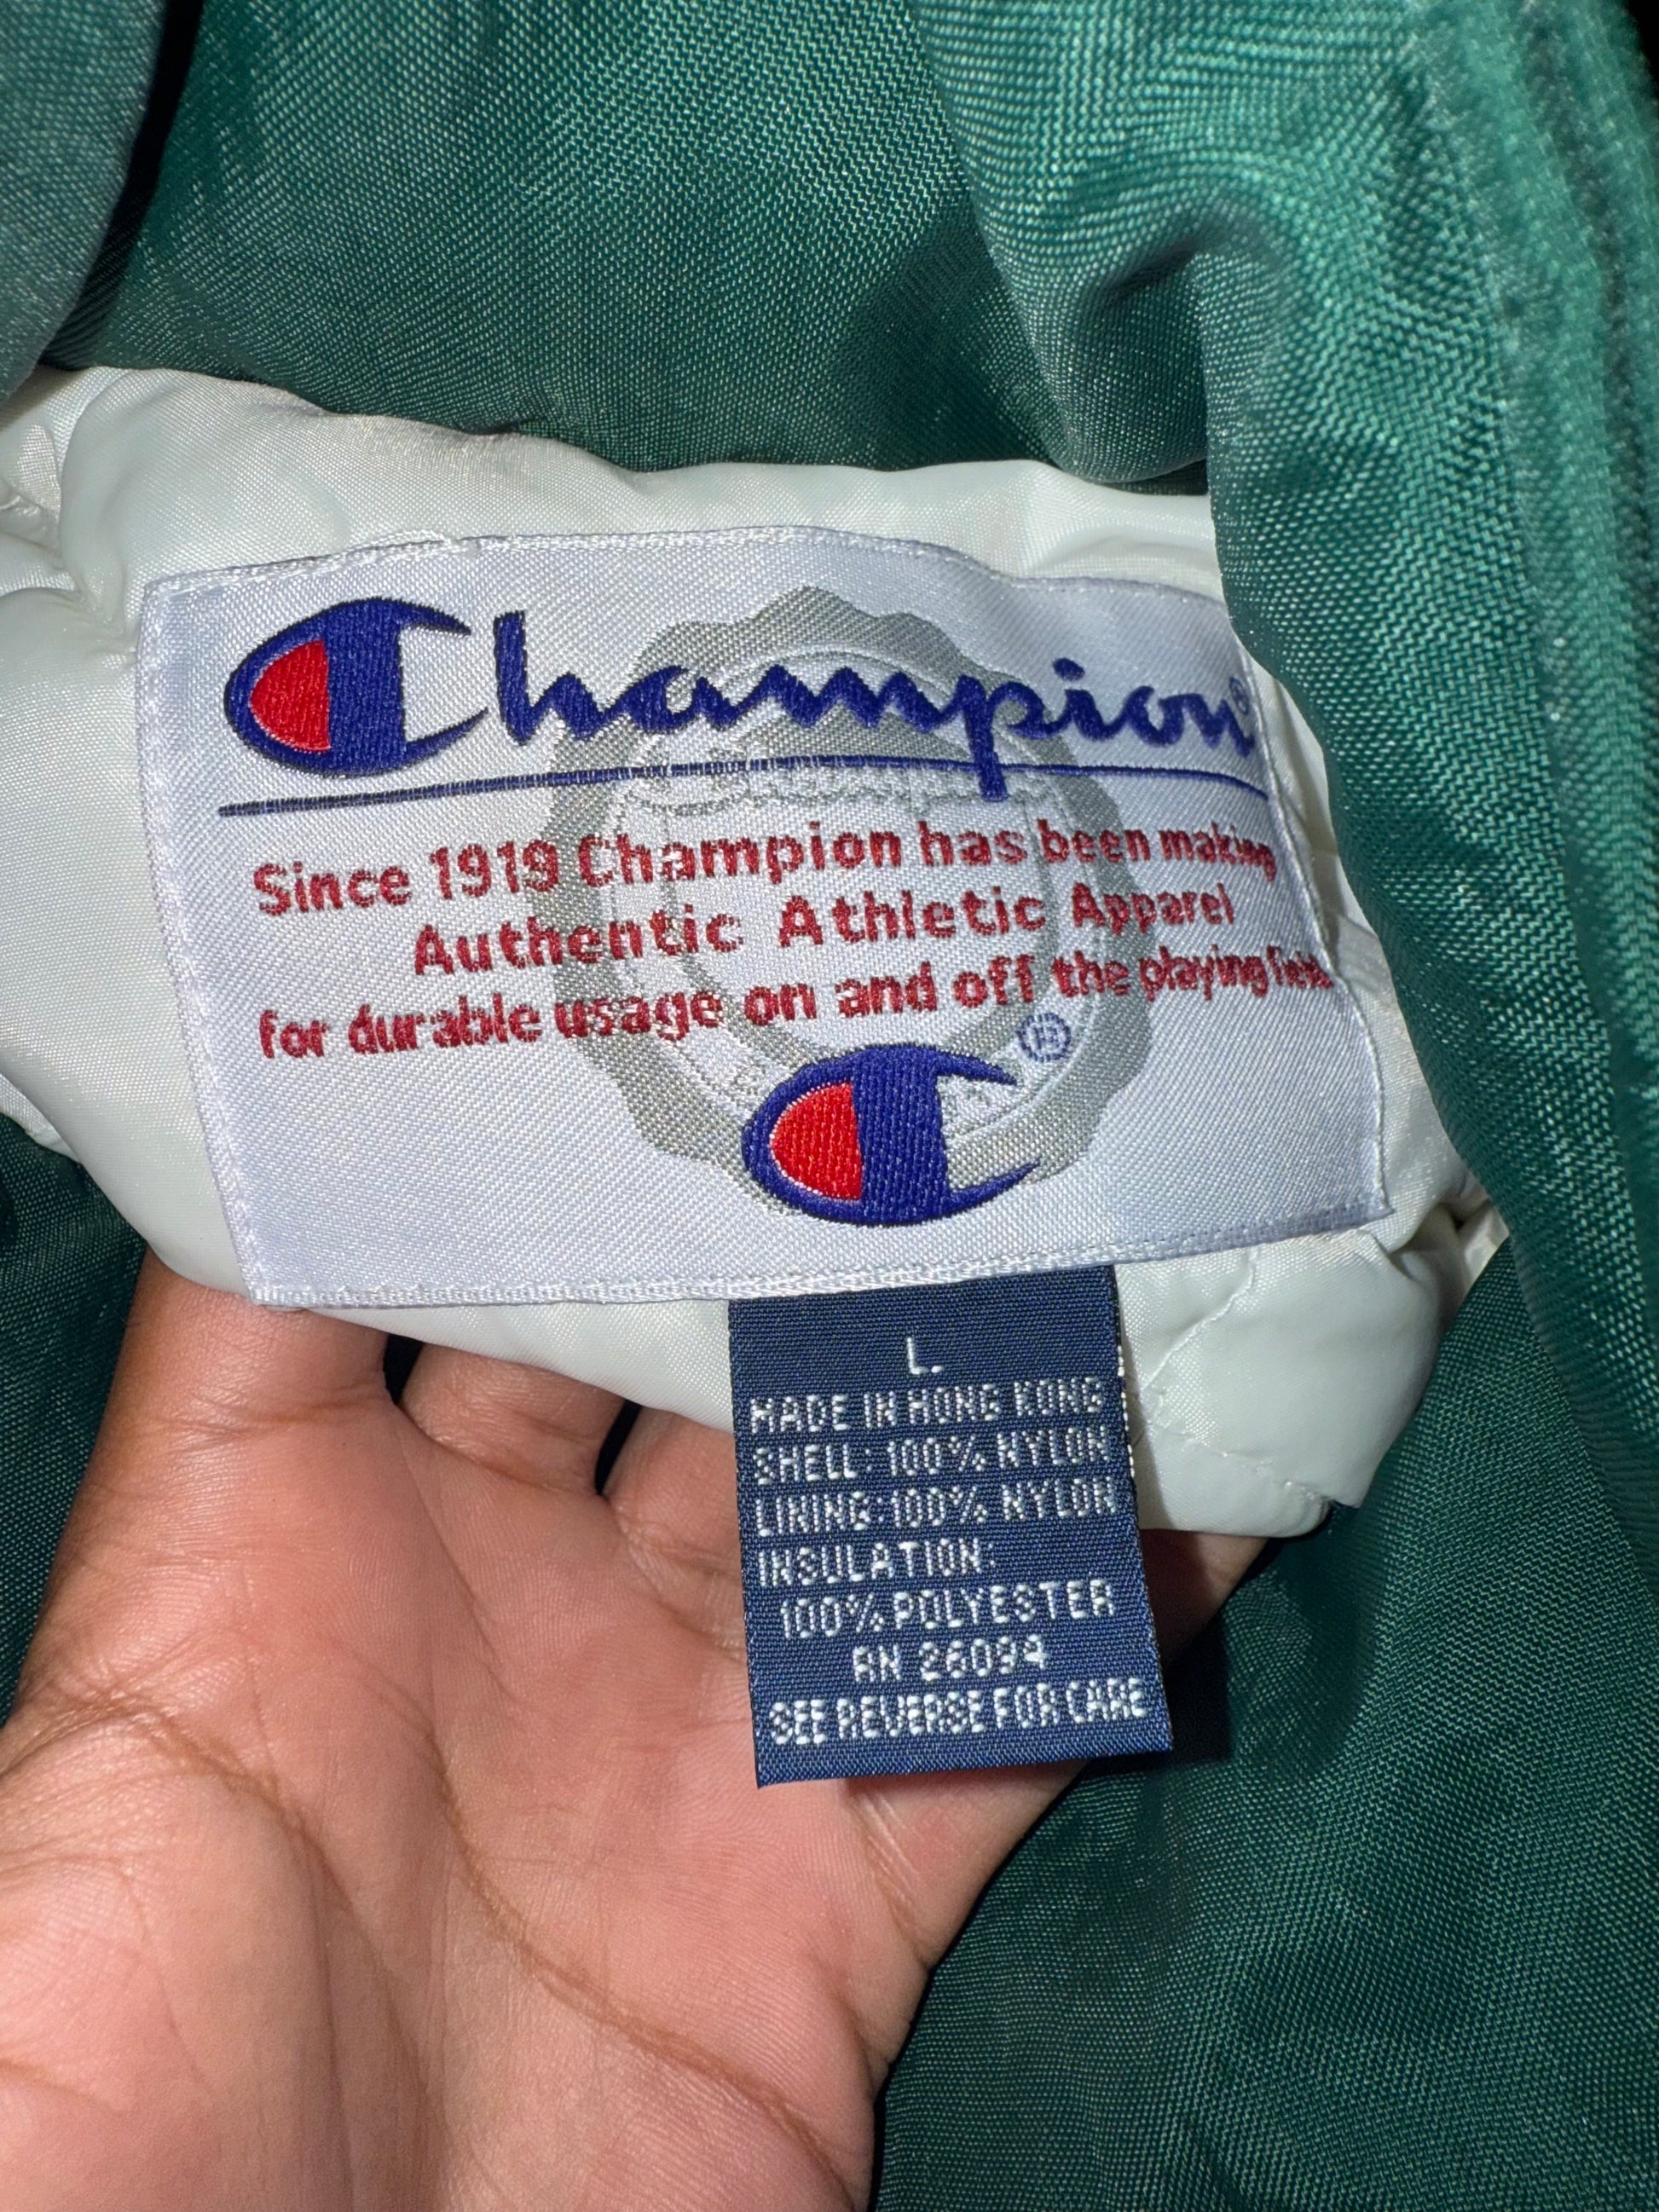 Champion®
Since 1919 Champion has been making
Authentic Athletic Apparel
for durable usage on and off the playing fields
®
L.
MADE IN HONG KONG
SHELL: 100% NYLON
LINING: 100% NYLON
INSULATION:
100% POLYESTER
RN 26094
SEE REVERSE FOR CARE